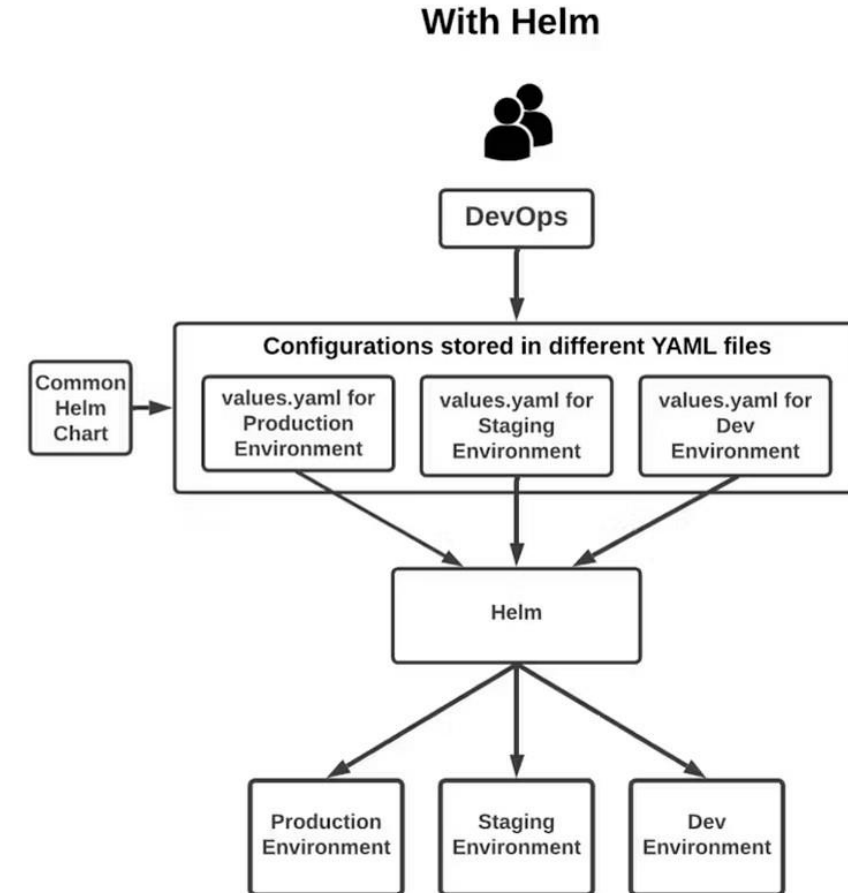 With Helm
DevOps
Configurations stored in different YAML files
Common
Helm
Chart
values.yaml for
Production
Environment
values.yaml for
Staging
Environment
values.yaml for
Dev
Environment
Helm
Production
Environment
Staging
Environment
Dev
Environment